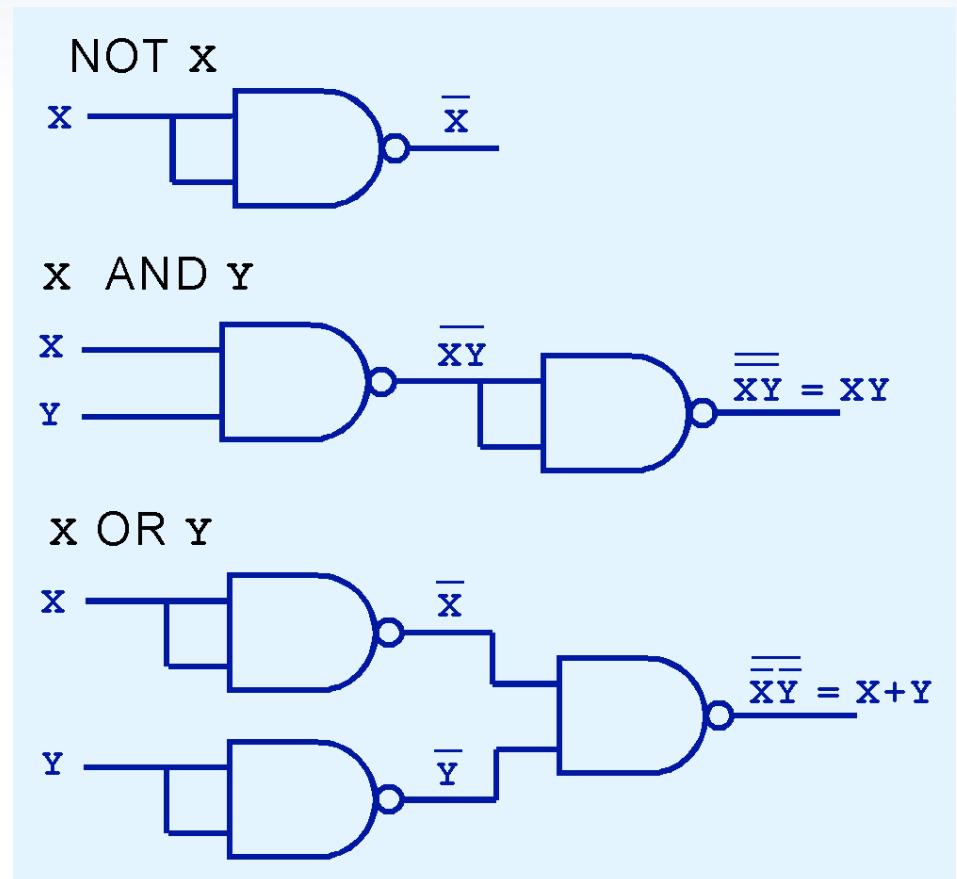 NOT X
X
X̅
X AND Y
X
Y
X̅Y̅
X̿Y̿ = XY
X OR Y
X
X̅
Y
Y̅
X̿Y̿ = X+Y